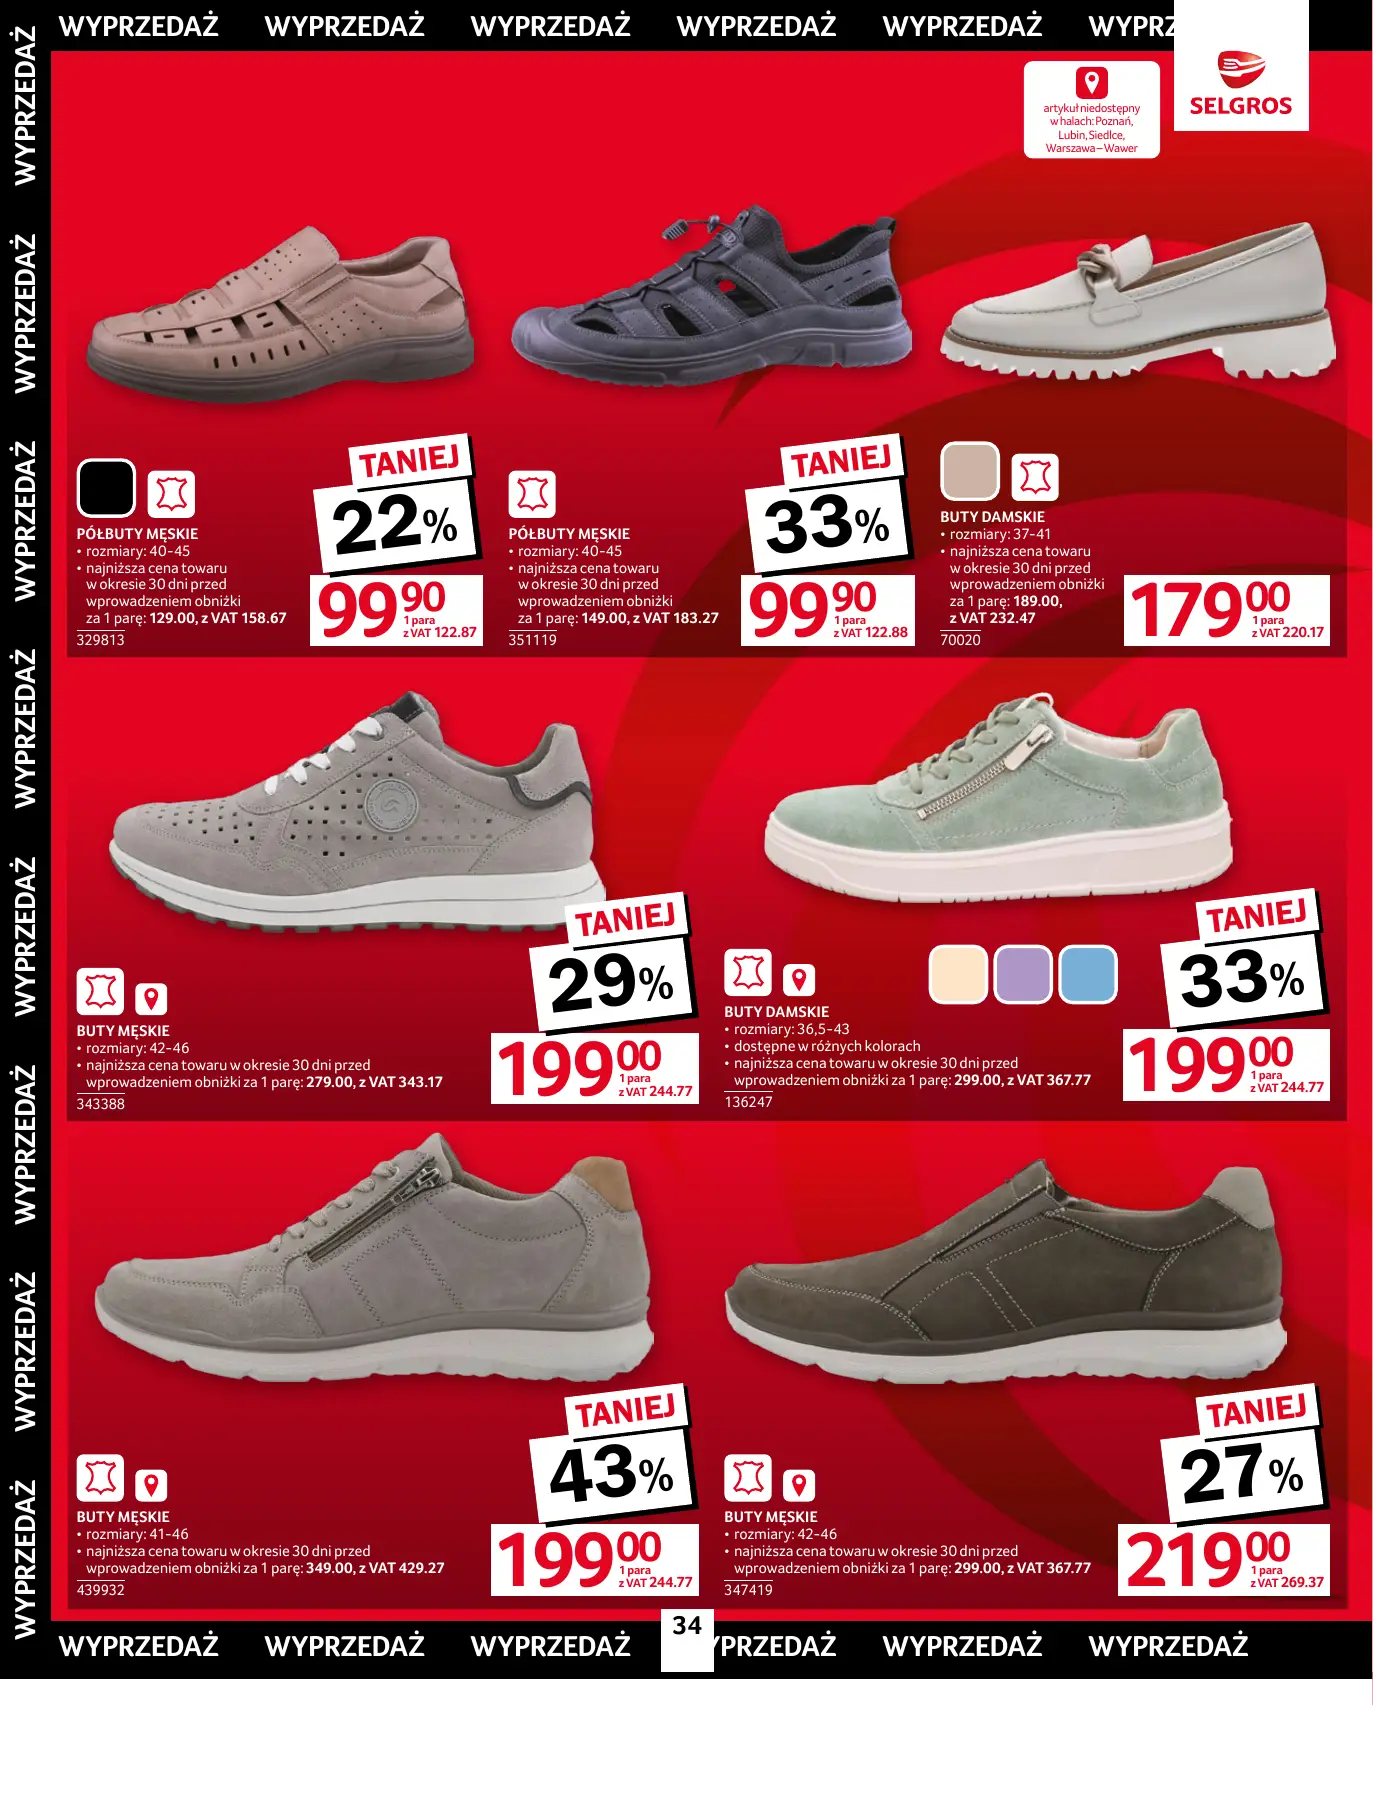 WYPRZEDAŻ WYPRZEDAŻ WYPRZEDAŻ WYPRZEDAŻ WYPRZEDAŻ WYPRZ
SELGROS
artykuł niedostępny
w halach: Poznań,
Lubin, Siedlce,
Warszawa – Wawer
WYPRZEDAŻ
WYPRZEDAŻ
WYPRZEDAŻ
WYPRZEDAŻ
WYPRZEDAŻ
WYPRZEDAŻ
WYPRZEDAŻ
WYPRZEDAŻ
TANIEJ
22%
PÓŁBUTY MĘSKIE
• rozmiary: 40-45
• najniższa cena towaru
w okresie 30 dni przed
wprowadzeniem obniżki
za 1 parę: 129.00, z VAT 158.67
329813
99 90
1 para
z VAT 122.87
TANIEJ
33%
PÓŁBUTY MĘSKIE
• rozmiary: 40-45
• najniższa cena towaru
w okresie 30 dni przed
wprowadzeniem obniżki
za 1 parę: 149.00, z VAT 183.27
351119
99 90
1 para
z VAT 122.88
BUTY DAMSKIE
• rozmiary: 37-41
• najniższa cena towaru
w okresie 30 dni przed
wprowadzeniem obniżki
za 1 parę: 189.00,
z VAT 232.47
70020
179 00
1 para
z VAT 220.17
TANIEJ
29%
BUTY MĘSKIE
• rozmiary: 42-46
• najniższa cena towaru w okresie 30 dni przed
wprowadzeniem obniżki za 1 parę: 279.00, z VAT 343.17
343388
199 00
1 para
z VAT 244.77
TANIEJ
33%
BUTY DAMSKIE
• rozmiary: 36,5-43
• dostępne w różnych kolorach
• najniższa cena towaru w okresie 30 dni przed
wprowadzeniem obniżki za 1 parę: 299.00, z VAT 367.77
136247
199 00
1 para
z VAT 244.77
TANIEJ
43%
BUTY MĘSKIE
• rozmiary: 41-46
• najniższa cena towaru w okresie 30 dni przed
wprowadzeniem obniżki za 1 parę: 349.00, z VAT 429.27
439932
199 00
1 para
z VAT 244.77
TANIEJ
27%
BUTY MĘSKIE
• rozmiary: 42-46
• najniższa cena towaru w okresie 30 dni przed
wprowadzeniem obniżki za 1 parę: 299.00, z VAT 367.77
347419
219 00
1 para
z VAT 269.37
34
WYPRZEDAŻ WYPRZEDAŻ WYPRZEDAŻ YPRZEDAŻ WYPRZEDAŻ WYPRZEDAŻ